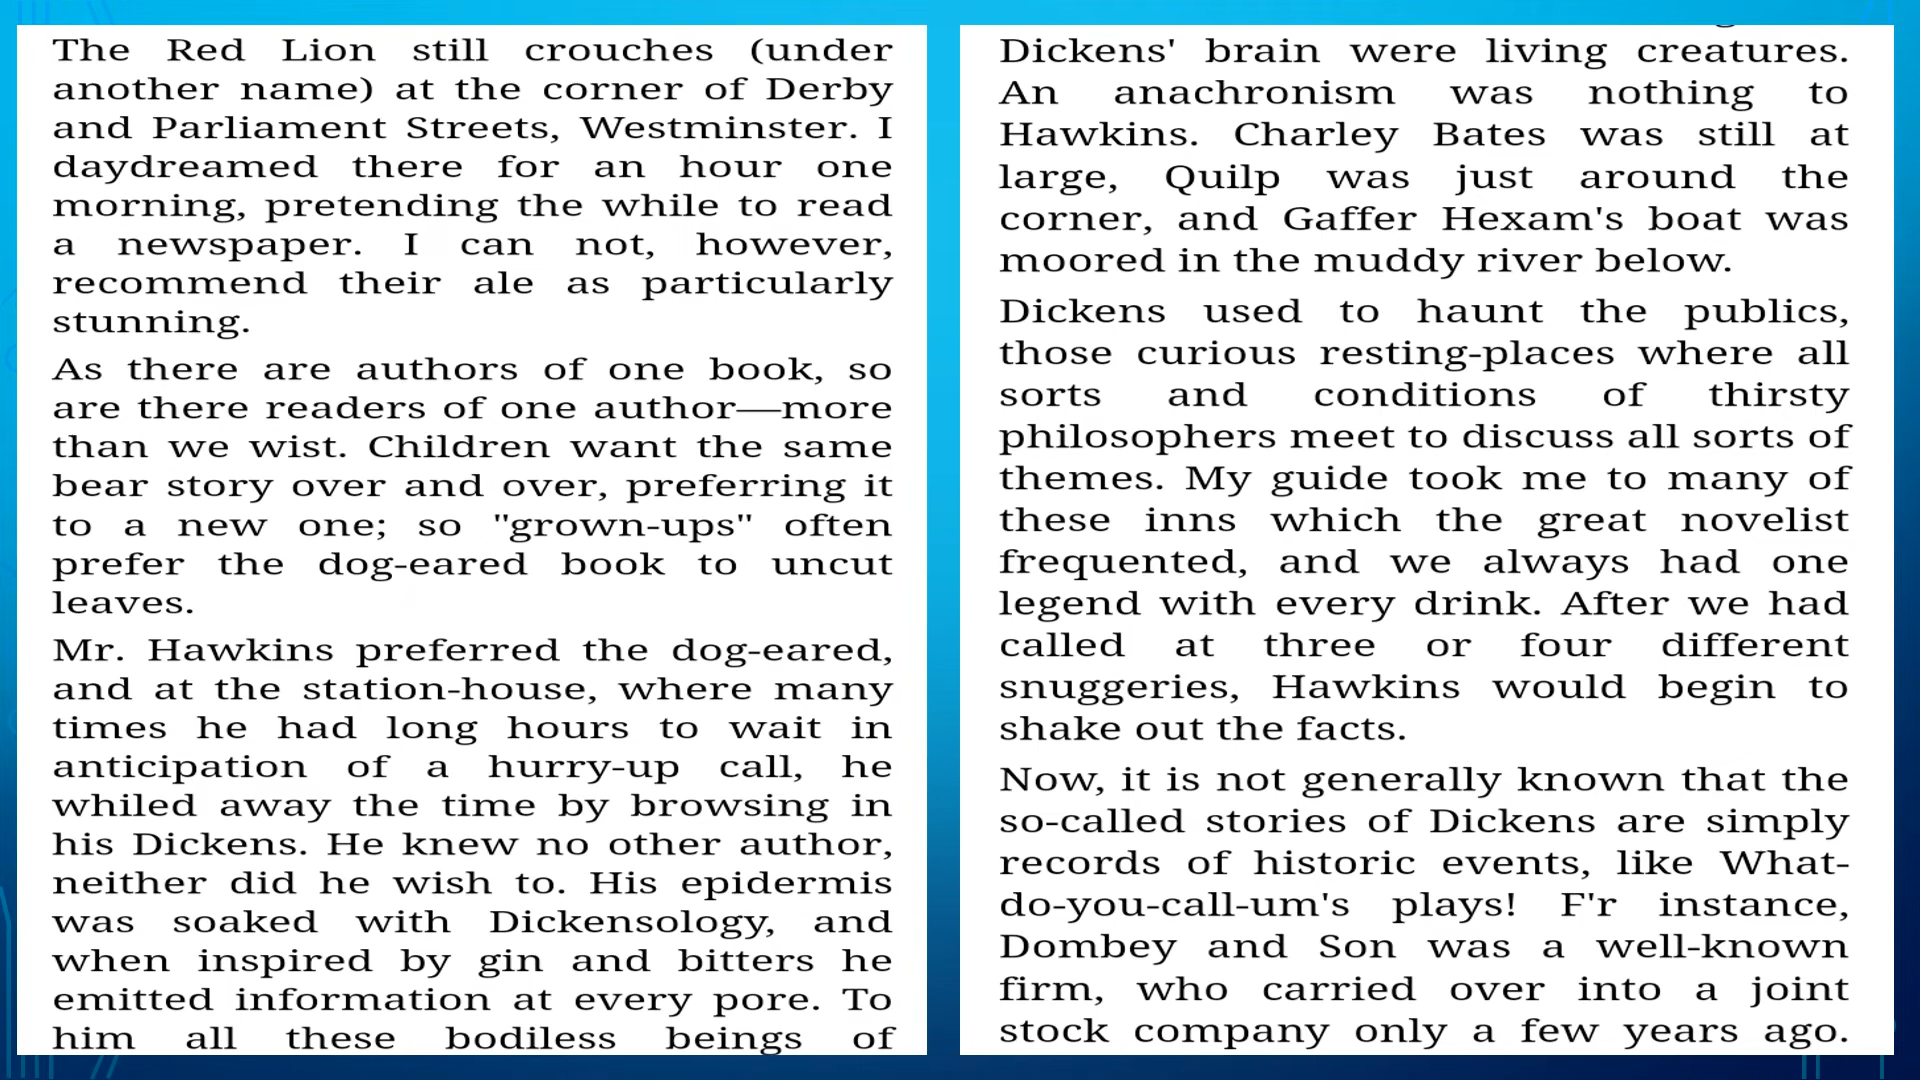 The Red Lion still crouches (under
another name) at the corner of Derby
and Parliament Streets, Westminster. I
daydreamed there for an hour one
morning, pretending the while to read
a newspaper. I can not, however,
recommend their ale as particularly
stunning.
As there are authors of one book, so
are there readers of one author—more
than we wist. Children want the same
bear story over and over, preferring it
to a new one; so "grown-ups" often
prefer the dog-eared book to uncut
leaves.
Mr. Hawkins preferred the dog-eared,
and at the station-house, where many
times he had long hours to wait in
anticipation of a hurry-up call, he
whiled away the time by browsing in
his Dickens. He knew no other author,
neither did he wish to. His epidermis
was soaked with Dickensology, and
when inspired by gin and bitters he
emitted information at every pore. To
him all these bodiless beings of
Dickens' brain were living creatures.
An anachronism was nothing to
Hawkins. Charley Bates was still at
large, Quilp was just around the
corner, and Gaffer Hexam's boat was
moored in the muddy river below.
Dickens used to haunt the publics,
those curious resting-places where all
sorts and conditions of thirsty
philosophers meet to discuss all sorts of
themes. My guide took me to many of
these inns which the great novelist
frequented, and we always had one
legend with every drink. After we had
called at three or four different
snuggeries, Hawkins would begin to
shake out the facts.
Now, it is not generally known that the
so-called stories of Dickens are simply
records of historic events, like What-
do-you-call-um's plays! F'r instance,
Dombey and Son was a well-known
firm, who carried over into a joint
stock company only a few years ago.